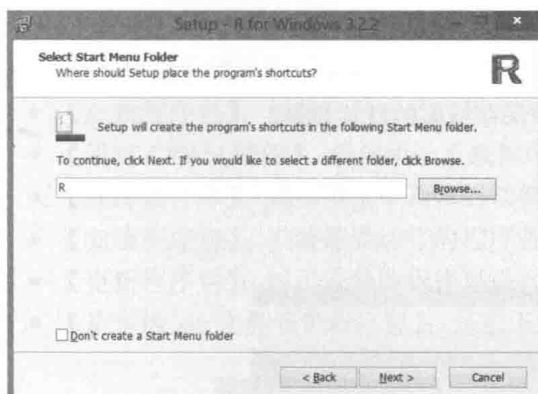 Setup - R for Windows 3.2.2
Select Start Menu Folder
Where should Setup place the program's shortcuts?
R
Setup will create the program's shortcuts in the following Start Menu folder.
To continue, click Next. If you would like to select a different folder, click Browse.
R
Browse...
Don't create a Start Menu folder
< Back
Next >
Cancel